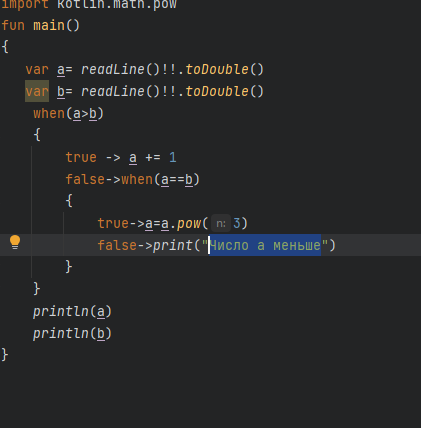 import kotlin.math.pow
fun main()
{
var a= readLine()!!.toDouble()
var b= readLine()!!.toDouble()
when(a>b)
{
true -> a += 1
false->when(a==b)
{
true->a=a.pow( n: 3)
false->print("Число а меньше")
}
}
println(a)
println(b)
}